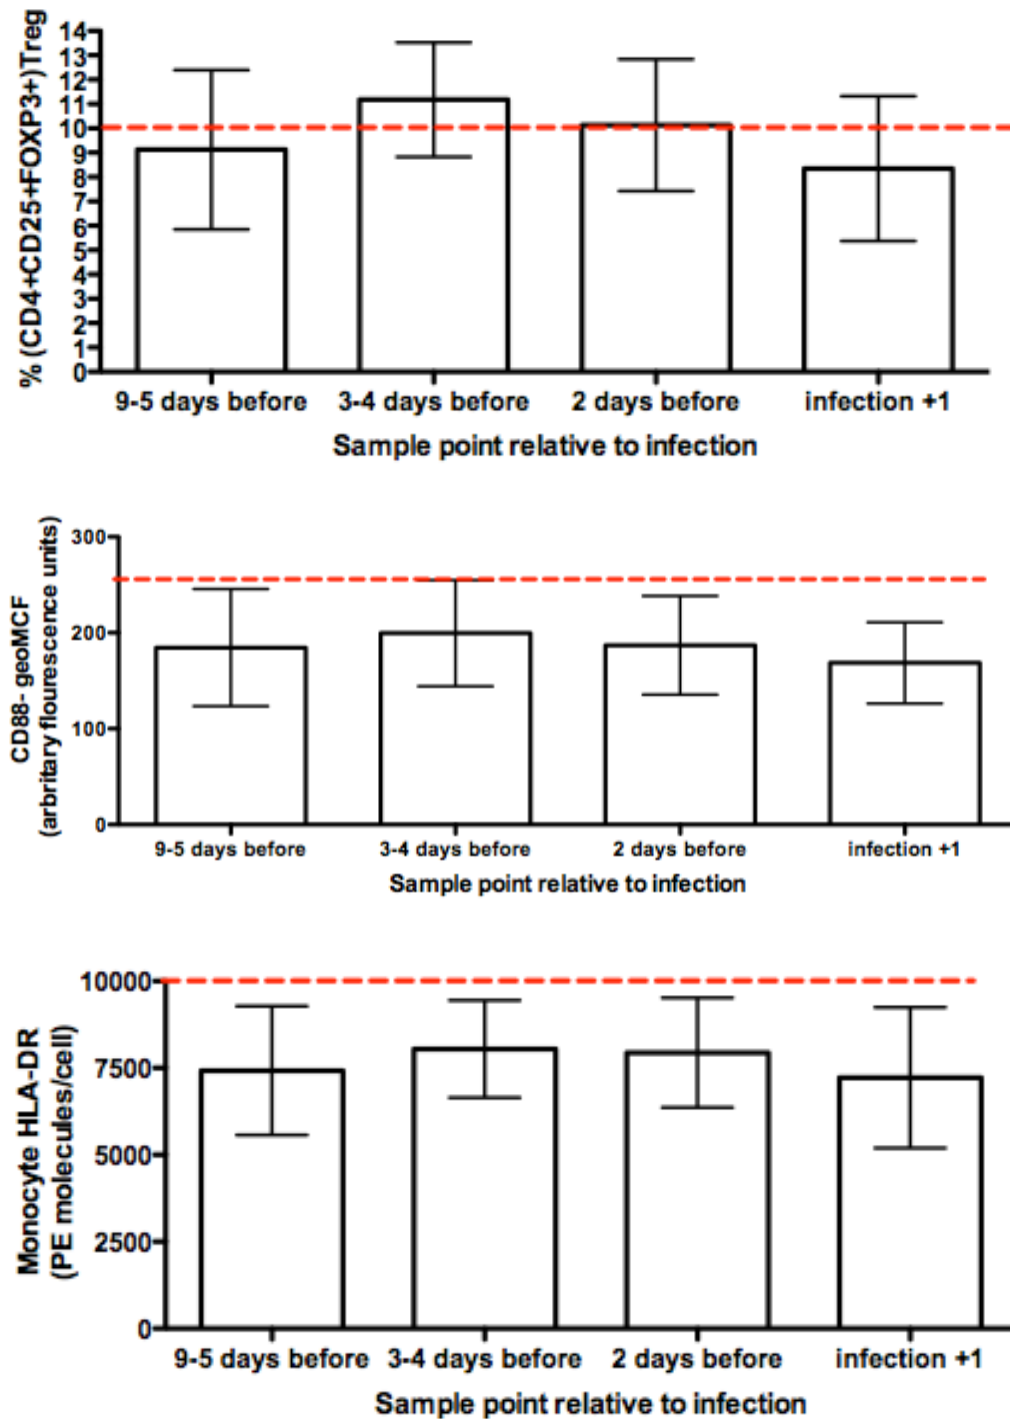 % (CD4+CD25+FOXP3+)Treg
14
13
12
11
10
9
8
7
6
5
4
3
2
1
0
9-5 days before 3-4 days before 2 days before infection +1
Sample point relative to infection
CD88- geoMCF
(arbritary flourescence units)
300
200
100
0
9-5 days before 3-4 days before 2 days before infection +1
Sample point relative to infection
Monocyte HLA-DR
(PE molecules/cell)
10000
7500
5000
2500
0
9-5 days before 3-4 days before 2 days before infection +1
Sample point relative to infection